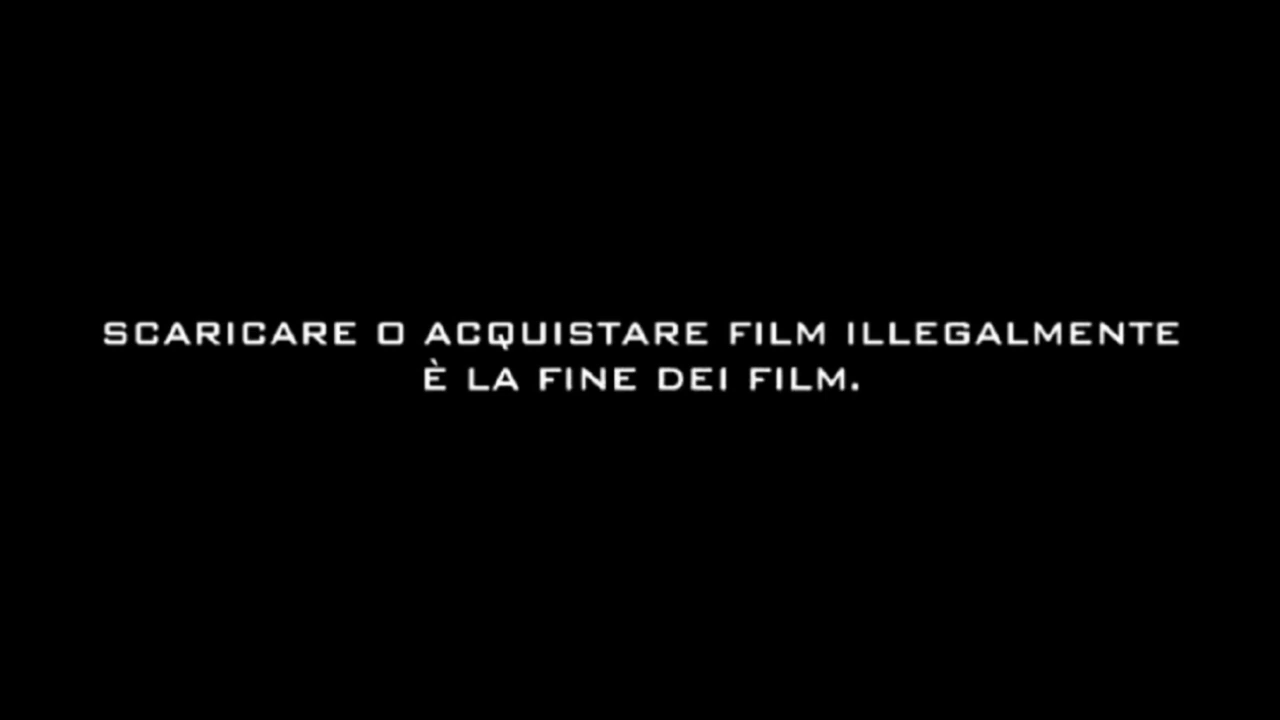 SCARICARE O ACQUISTARE FILM ILLEGALMENTE
È LA FINE DEI FILM.